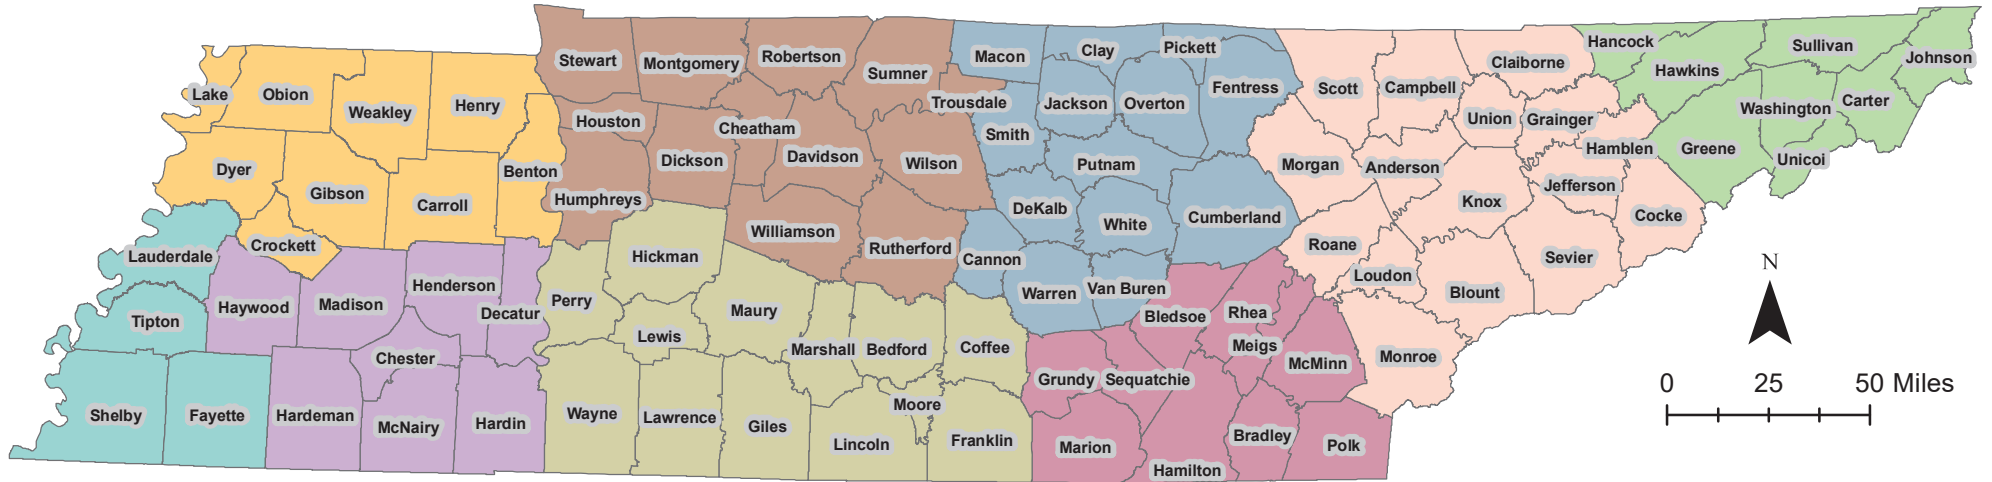 Stewart
Montgomery
Robertson
Sumner
Macon
Clay
Pickett
Fentress
Scott
Campbell
Claiborne
Hancock
Hawkins
Sullivan
Johnson
Lake
Obion
Weakley
Henry
Houston
Cheatham
Trousdale
Smith
Jackson
Overton
Union
Grainger
Hamblen
Greene
Washington
Carter
Unicoi
Dyer
Gibson
Carroll
Benton
Humphreys
Dickson
Davidson
Wilson
Putnam
Morgan
Anderson
Knox
Jefferson
Cocke
Crockett
Lauderdale
Williamson
Rutherford
DeKalb
White
Cumberland
Roane
Loudon
Sevier
Blount
Hickman
Cannon
Warren
Van Buren
Tipton
Haywood
Madison
Henderson
Decatur
Perry
Lewis
Maury
Marshall
Bedford
Coffee
Bledsoe
Rhea
Meigs
McMinn
Monroe
Chester
Grundy
Sequatchie
Shelby
Fayette
Hardeman
McNairy
Hardin
Wayne
Lawrence
Giles
Lincoln
Moore
Franklin
Marion
Hamilton
Bradley
Polk
N
0 25 50 Miles